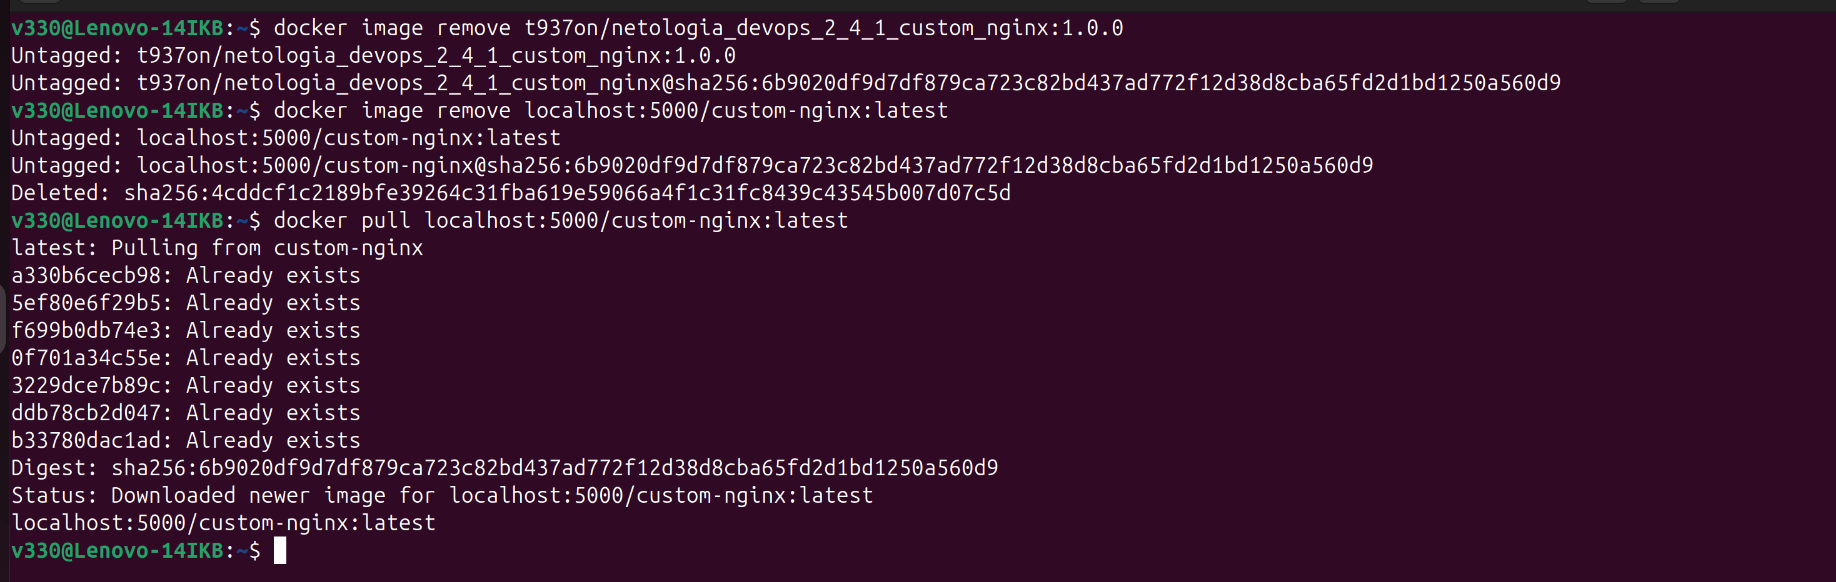 v330@Lenovo-14IKB:~$ docker image remove t937on/netologia_devops_2_4_1_custom_nginx:1.0.0
Untagged: t937on/netologia_devops_2_4_1_custom_nginx:1.0.0
Untagged: t937on/netologia_devops_2_4_1_custom_nginx@sha256:6b9020df9d7df879ca723c82bd437ad772f12d38d8cba65fd2d1bd1250a560d9
v330@Lenovo-14IKB:~$ docker image remove localhost:5000/custom-nginx:latest
Untagged: localhost:5000/custom-nginx:latest
Untagged: localhost:5000/custom-nginx@sha256:6b9020df9d7df879ca723c82bd437ad772f12d38d8cba65fd2d1bd1250a560d9
Deleted: sha256:4cddcf1c2189bfe39264c31fba619e59066a4f1c31fc8439c43545b007d07c5d
v330@Lenovo-14IKB:~$ docker pull localhost:5000/custom-nginx:latest
latest: Pulling from custom-nginx
a330b6cecb98: Already exists
5ef80e6f29b5: Already exists
f699b0db74e3: Already exists
0f701a34c55e: Already exists
3229dce7b89c: Already exists
ddb78cb2d047: Already exists
b33780dac1ad: Already exists
Digest: sha256:6b9020df9d7df879ca723c82bd437ad772f12d38d8cba65fd2d1bd1250a560d9
Status: Downloaded newer image for localhost:5000/custom-nginx:latest
localhost:5000/custom-nginx:latest
v330@Lenovo-14IKB:~$